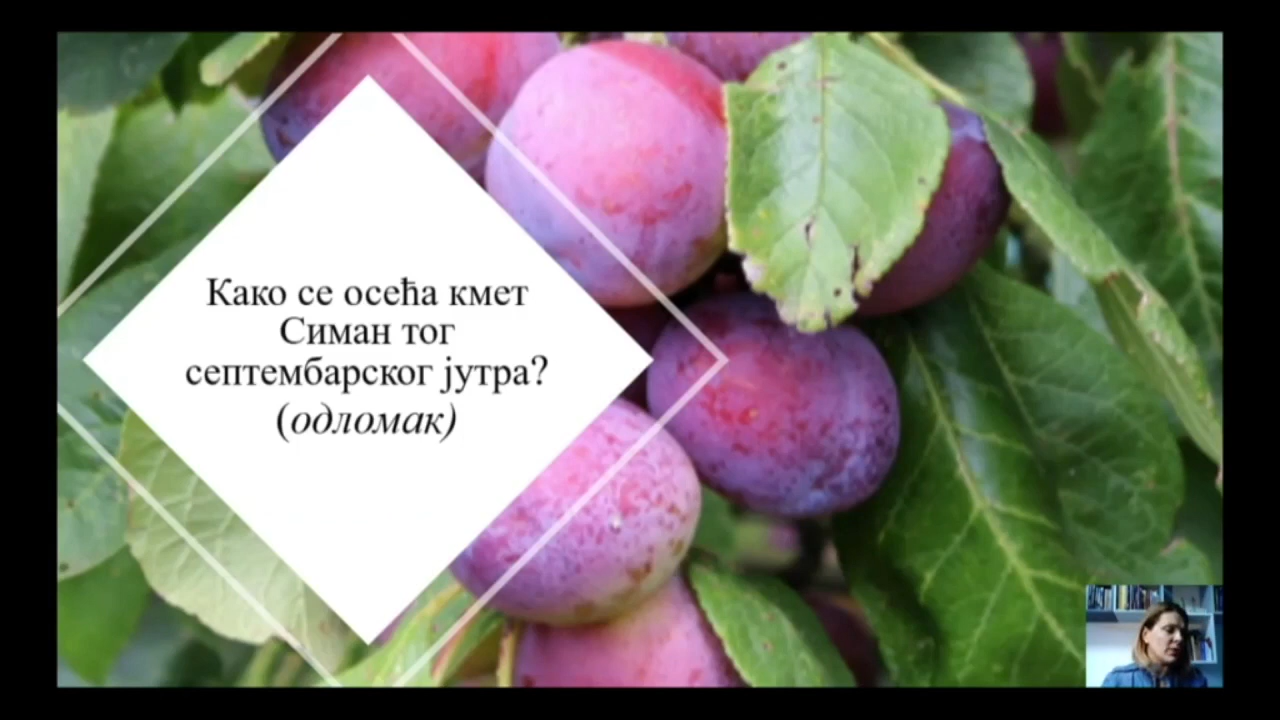 Како се осећа кмет
Симан тог
септембарског јутра?
(одломак)